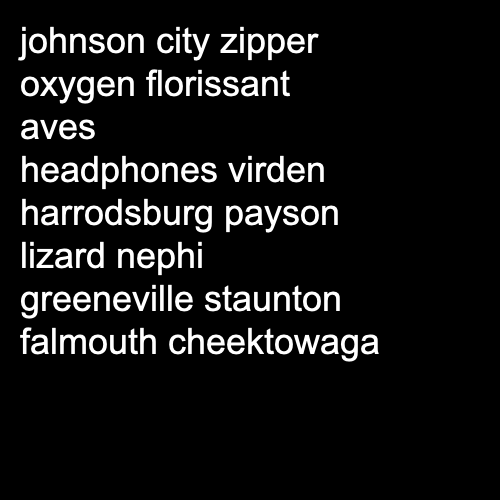 johnson city zipper
oxygen florissant
aves
headphones virden
harrodsburg payson
lizard nephi
greeneville staunton
falmouth cheektowaga